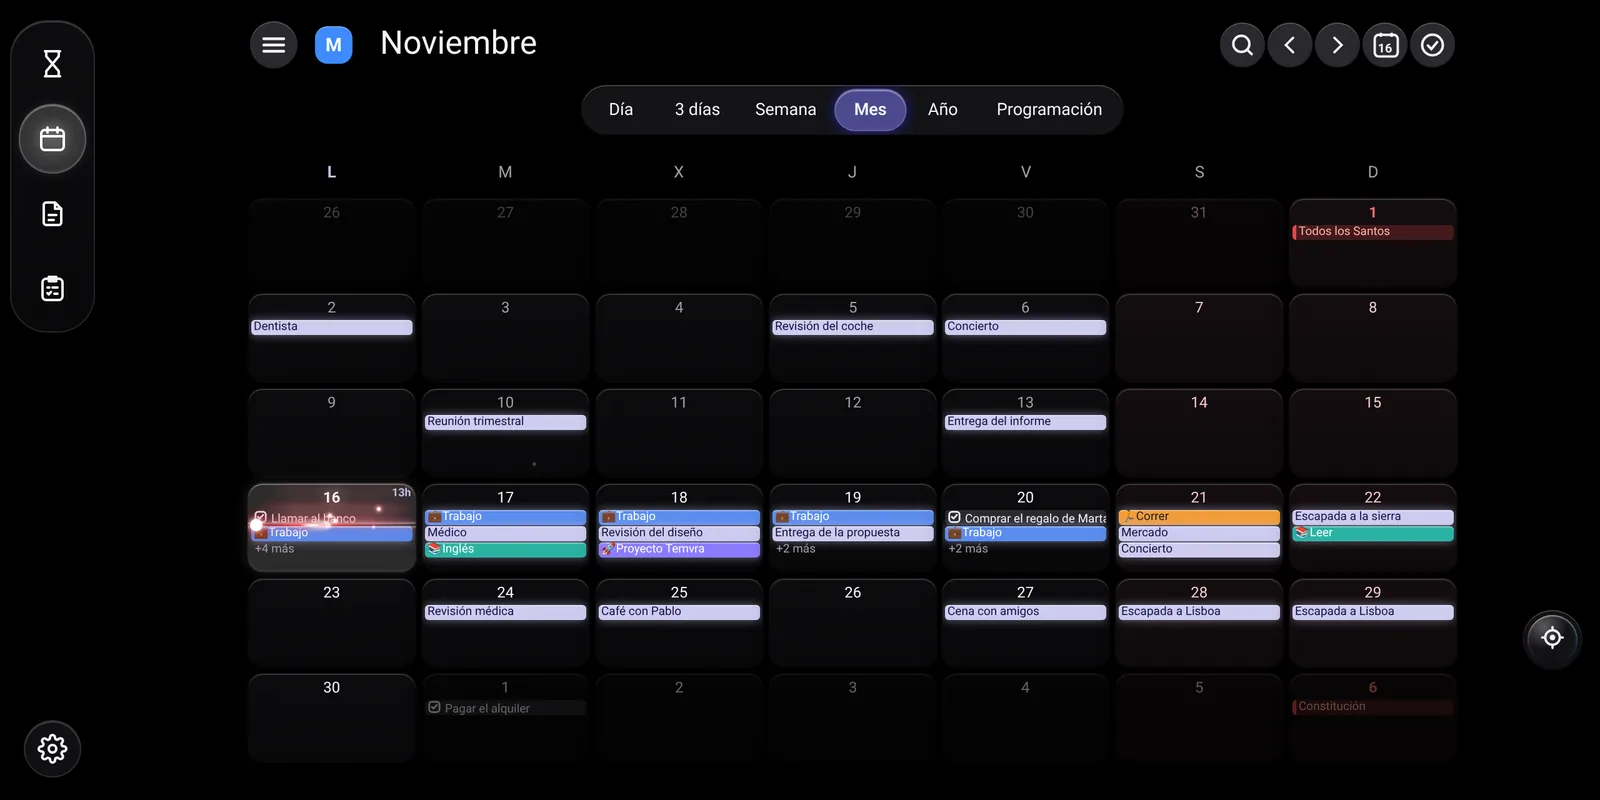 M Noviembre 16
Día 3 días Semana Mes Año Programación
L M X J V S D
26 27 28 29 30 31 1
Todos los Santos
2 3 4 5 6 7 8
Dentista Revisión del coche Concierto
9 10 11 12 13 14 15
Reunión trimestral Entrega del informe
16 13h 17 18 19 20 21 22
Llamar al banco Trabajo Trabajo Trabajo Comprar el regalo de Marta Correr Escapada a la sierra
Trabajo Médico Revisión del diseño Entrega de la propuesta Trabajo Mercado Leer
+4 más Inglés Proyecto Temvra +2 más +2 más Concierto
23 24 25 26 27 28 29
Revisión médica Café con Pablo Cena con amigos Escapada a Lisboa Escapada a Lisboa
30 1 2 3 4 5 6
Pagar el alquiler Constitución